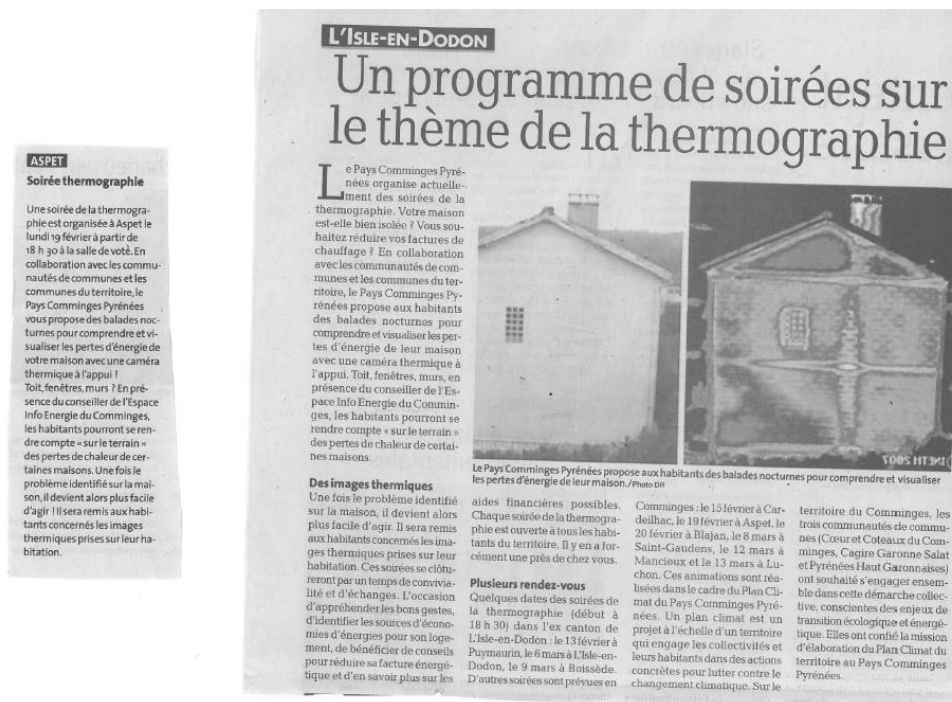 ASPET
Soirée thermographie
Une soirée de la thermogra-
phie est organisée à Aspet le
lundi 19 février à partir de
18 h 30 à la salle de vote. En
collaboration avec les commu-
nautés de communes et les
communes du territoire, le
Pays Comminges Pyrénées
vous propose des balades noc-
turnes pour comprendre et vi-
sualiser les pertes d'énergie de
votre maison avec une caméra
thermique à l'appui !
Toit, fenêtres, murs ? En pré-
sence du conseiller de l'Espace
Info Energie du Comminges,
les habitants pourront se ren-
dre compte « sur le terrain »
des pertes de chaleur de cer-
taines maisons. Une fois le
problème identifié sur la mai-
son, il devient alors plus facile
d'agir ! Il sera remis aux habi-
tants concernés les images
thermiques prises sur leur ha-
bitation.
L'ISLE-EN-DODON
Un programme de soirées sur
le thème de la thermographie
Le Pays Comminges Pyré-
nées organise actuelle-
ment des soirées de la
thermographie. Votre maison
est-elle bien isolée ? Vous sou-
haitez réduire vos factures de
chauffage ? En collaboration
avec les communautés de com-
munes et les communes du ter-
ritoire, le Pays Comminges Py-
rénées propose aux habitants
des balades nocturnes pour
comprendre et visualiser les per-
tes d'énergie de leur maison
avec une caméra thermique à
l'appui. Toit, fenêtres, murs, en
présence du conseiller de l'Es-
pace Info Energie du Commin-
ges, les habitants pourront se
rendre compte « sur le terrain »
des pertes de chaleur de certai-
nes maisons.
INETH 2007
Le Pays Comminges Pyrénées propose aux habitants des balades nocturnes pour comprendre et visualiser
les pertes d'énergie de leur maison./Photo DR
Des images thermiques
Une fois le problème identifié
sur la maison, il devient alors
plus facile d'agir. Il sera remis
aux habitants concernés les ima-
ges thermiques prises sur leur
habitation. Ces soirées se clôtu-
reront par un temps de convivia-
lité et d'échanges. L'occasion
d'appréhender les bons gestes,
d'identifier les sources d'écono-
mies d'énergies pour son loge-
ment, de bénéficier de conseils
pour réduire sa facture énergé-
tique et d'en savoir plus sur les
aides financières possibles.
Chaque soirée de la thermogra-
phie est ouverte à tous les habi-
tants du territoire. Il y en a for-
cément une près de chez vous.
Plusieurs rendez-vous
Quelques dates des soirées de
la thermographie (début à
18 h 30) dans l'ex canton de
L'Isle-en-Dodon : le 13 février à
Puymaurin, le 6 mars à L'Isle-en-
Dodon, le 9 mars à Boissède.
D'autres soirées sont prévues en
Comminges : le 15 février à Car-
deilhac, le 19 février à Aspet, le
20 février à Blajan, le 8 mars à
Saint-Gaudens, le 12 mars à
Mancioux et le 13 mars à Lu-
chon. Ces animations sont réa-
lisées dans le cadre du Plan Cli-
mat du Pays Comminges Pyré-
nées. Un plan climat est un
projet à l'échelle d'un territoire
qui engage les collectivités et
leurs habitants dans des actions
concrètes pour lutter contre le
changement climatique. Sur le
territoire du Comminges, les
trois communautés de commu-
nes (Cœur et Coteaux du Com-
minges, Cagire Garonne Salat
et Pyrénées Haut Garonnaises)
ont souhaité s'engager ensem-
ble dans cette démarche collec-
tive, conscientes des enjeux de
transition écologique et énergé-
tique. Elles ont confié la mission
d'élaboration du Plan Climat du
territoire au Pays Comminges
Pyrénées.